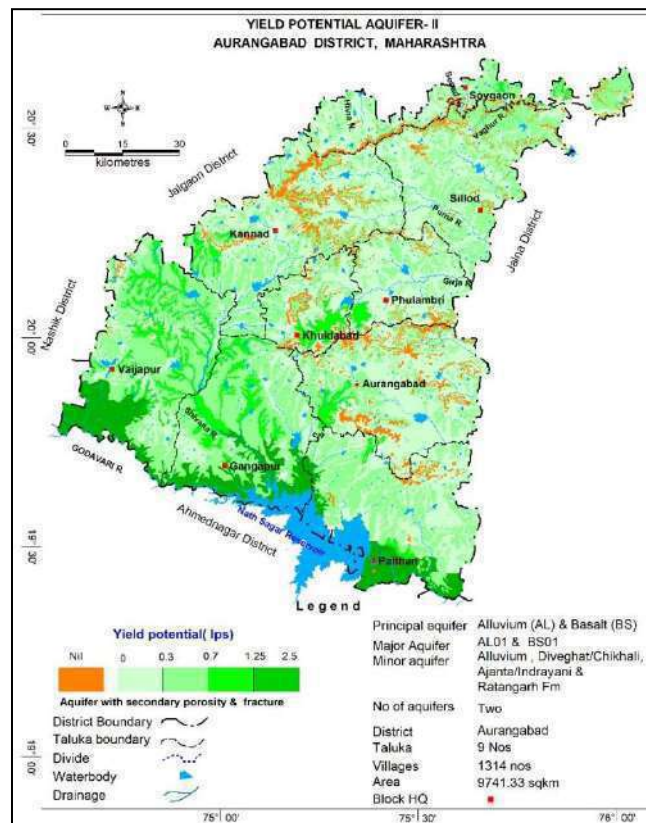 YIELD POTENTIAL AQUIFER- II
AURANGABAD DISTRICT, MAHARASHTRA
Soygaon
Hivra N.
Vaghur R.
20° 30'
0 15 30
kilometres
Jalgaon District
Sillod
Purna R.
Kannad
Jalna District
Girja R.
Phulambri
Nashik District
20° 00'
Khuldabad
Vaijapur
Aurangabad
Shivana R.
GODAVARI R.
Gangapur
Ahmednagar District
Nath Sagar Reservoir
19° 30'
Paithan
Legend
Yield potential( lps)
Nil 0 0.3 0.7 1.25 2.5
Aquifer with secondary porosity & fracture
District Boundary
Taluka boundary
Divide
Waterbody
Drainage
Principal aquifer Alluvium (AL) & Basalt (BS)
Major Aquifer AL01 & BS01
Minor aquifer Alluvium , Diveghat/Chikhali,
Ajanta/Indrayani &
Ratangarh Fm
No of aquifers Two
District Aurangabad
Taluka 9 Nos
Villages 1314 nos
Area 9741.33 sqkm
Block HQ
19° 00'
75° 00' 75° 30' 76° 00'